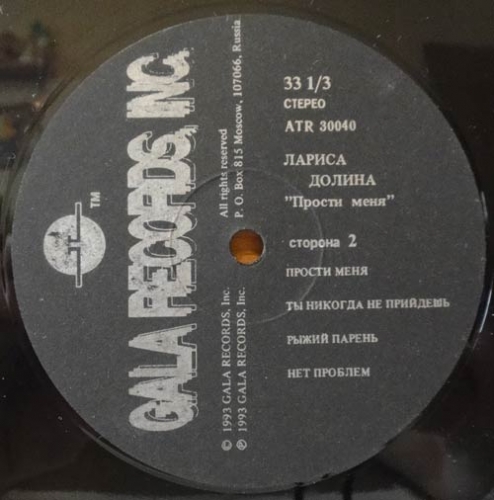 GALA RECORDS, INC.
TM
All rights reserved
P. O. Box 815 Moscow, 107066, Russia
© 1993 GALA RECORDS, Inc.
℗ 1993 GALA RECORDS, Inc.
33 1/3
СТЕРЕО
ATR 30040
ЛАРИСА
ДОЛИНА
"Прости меня"
сторона 2
ПРОСТИ МЕНЯ
ТЫ НИКОГДА НЕ ПРИЙДЕШЬ
РЫЖИЙ ПАРЕНЬ
НЕТ ПРОБЛЕМ